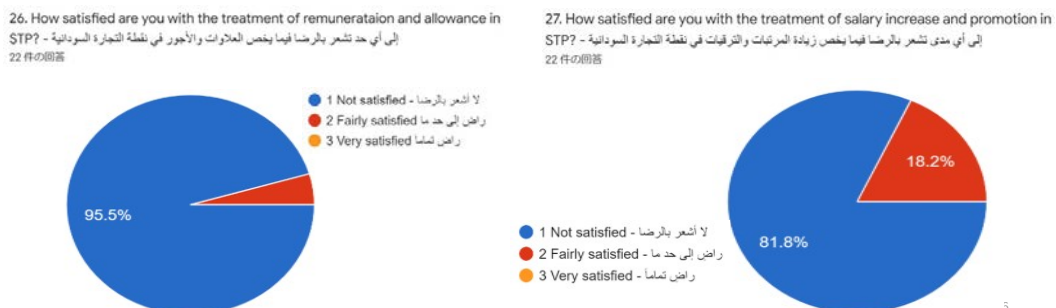 26. How satisfied are you with the treatment of remunerataion and allowance in
STP? - إلى أي حد تشعر بالرضا فيما يخص العلاوات والأجور في نقطة التجارة السودانية
22 件の回答
1 Not satisfied - لا أشعر بالرضا
2 Fairly satisfied راض إلى حد ما
3 Very satisfied راض تماما
95.5%
27. How satisfied are you with the treatment of salary increase and promotion in
STP? - إلى أي مدى تشعر بالرضا فيما يخص زيادة المرتبات والترقيات في نقطة التجارة السودانية
22 件の回答
18.2%
81.8%
1 Not satisfied - لا أشعر بالرضا
2 Fairly satisfied - راض إلى حد ما
3 Very satisfied - راض تماماً
5